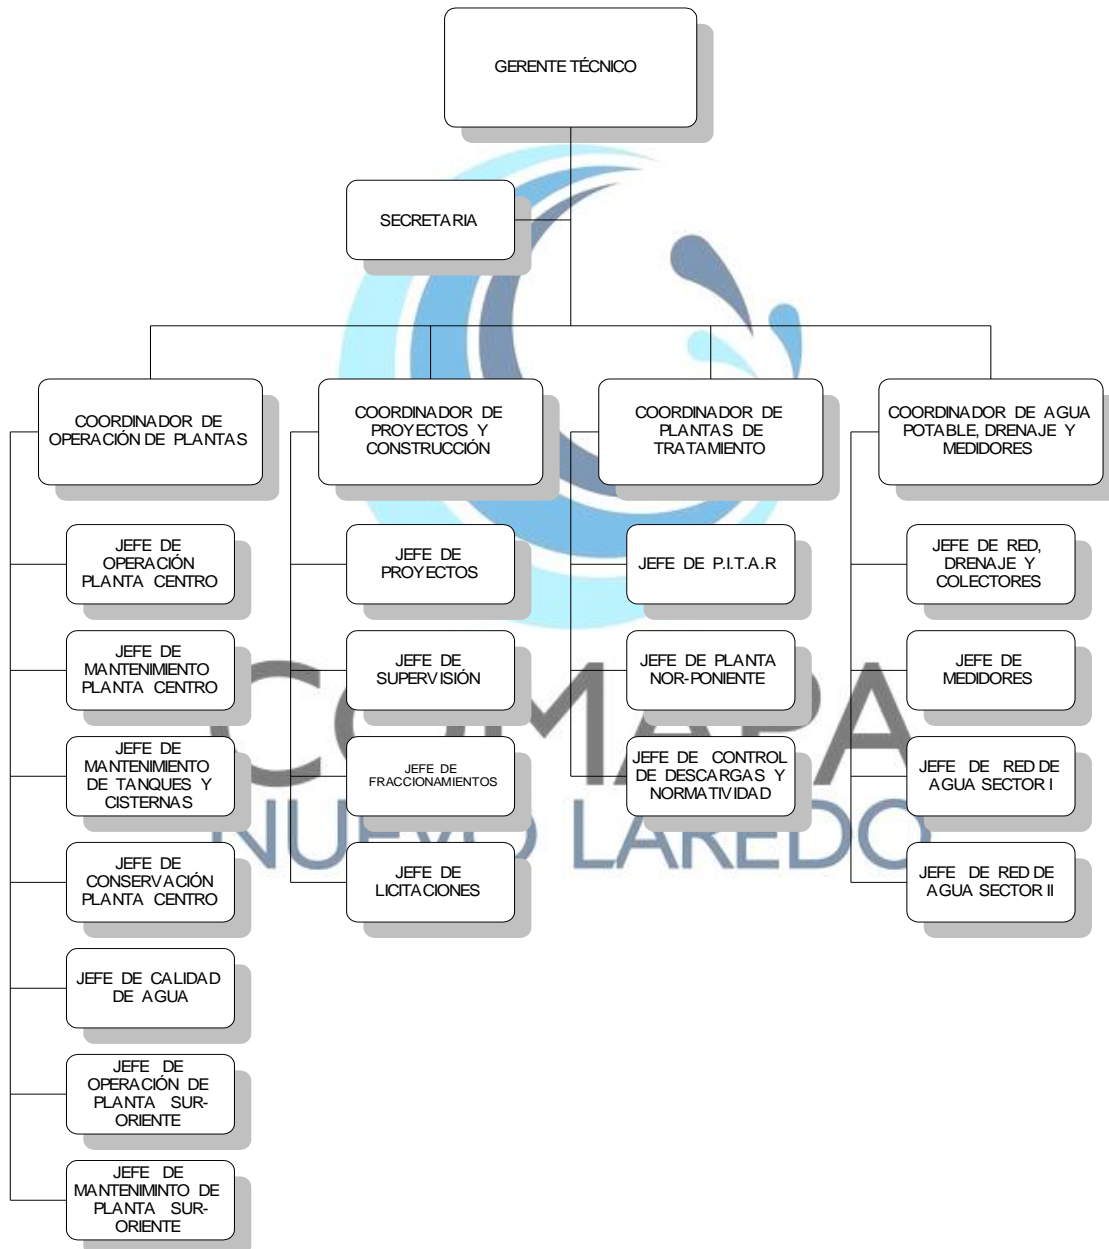 GERENTE TÉCNICO
SECRETARIA
COORDINADOR DE
OPERACIÓN DE PLANTAS
COORDINADOR DE
PROYECTOS Y
CONSTRUCCIÓN
COORDINADOR DE
PLANTAS DE
TRATAMIENTO
COORDINADOR DE AGUA
POTABLE, DRENAJE Y
MEDIDORES
JEFE DE
OPERACIÓN
PLANTA CENTRO
JEFE DE
MANTENIMIENTO
PLANTA CENTRO
JEFE DE
MANTENIMIENTO
DE TANQUES Y
CISTERNAS
JEFE DE
CONSERVACIÓN
PLANTA CENTRO
JEFE DE CALIDAD
DE AGUA
JEFE DE
OPERACIÓN DE
PLANTA SUR-
ORIENTE
JEFE DE
MANTENIMINTO DE
PLANTA SUR-
ORIENTE
JEFE DE
PROYECTOS
JEFE DE
SUPERVISIÓN
JEFE DE
FRACCIONAMIENTOS
JEFE DE
LICITACIONES
JEFE DE P.I.T.A.R
JEFE DE PLANTA
NOR-PONIENTE
JEFE DE CONTROL
DE DESCARGAS Y
NORMATIVIDAD
JEFE DE RED,
DRENAJE Y
COLECTORES
JEFE DE
MEDIDORES
JEFE DE RED DE
AGUA SECTOR I
JEFE DE RED DE
AGUA SECTOR II
COMAPA
NUEVO LAREDO